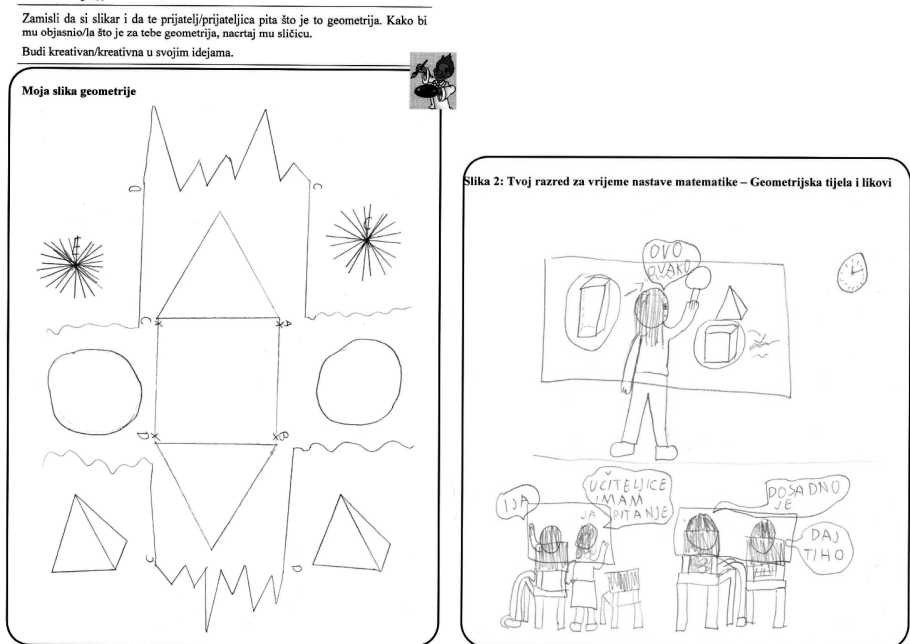 Zamisli da si slikar i da te prijatelj/prijateljica pita što je to geometrija. Kako bi
mu objasnio/la što je za tebe geometrija, nacrtaj mu sličicu.
Budi kreativan/kreativna u svojim idejama.
Moja slika geometrije
C
E
C
A
D
B
D
Slika 2: Tvoj razred za vrijeme nastave matematike – Geometrijska tijela i likovi
OVO
OVAKO
I JA
UČITELJICE
IMAM
PITANJE
JA
DOSADNO
JE
DAJ
TIHO